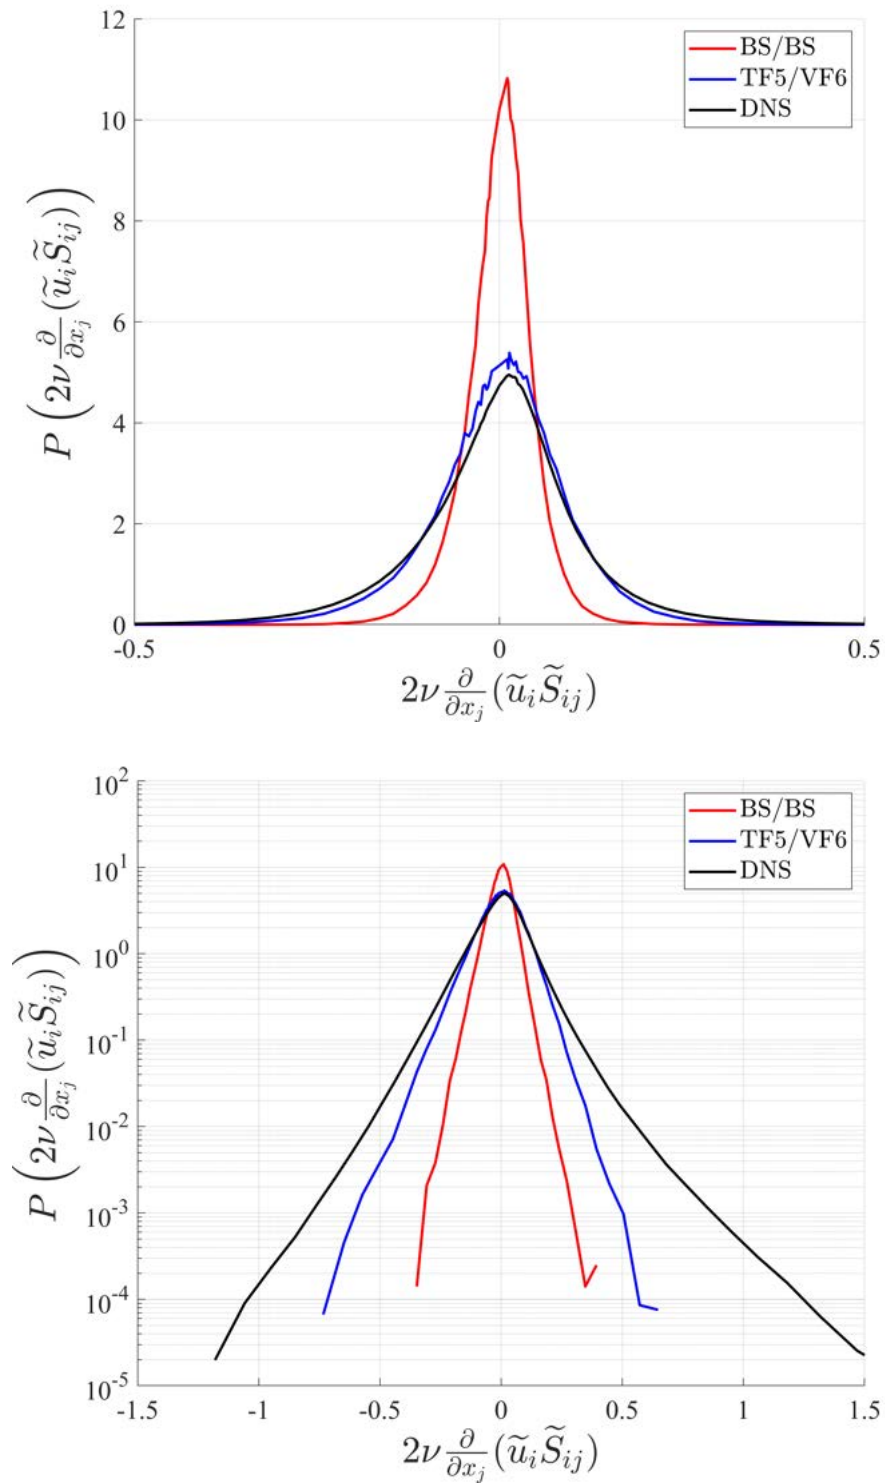 12
10
8
6
4
2
0
BS/BS
TF5/VF6
DNS
P(2ν ∂/∂x_j (ũ_i S̃_ij))
-0.5 0 0.5
2ν ∂/∂x_j (ũ_i S̃_ij)
10^2
10^1
10^0
10^-1
10^-2
10^-3
10^-4
10^-5
BS/BS
TF5/VF6
DNS
P(2ν ∂/∂x_j (ũ_i S̃_ij))
-1.5 -1 -0.5 0 0.5 1 1.5
2ν ∂/∂x_j (ũ_i S̃_ij)